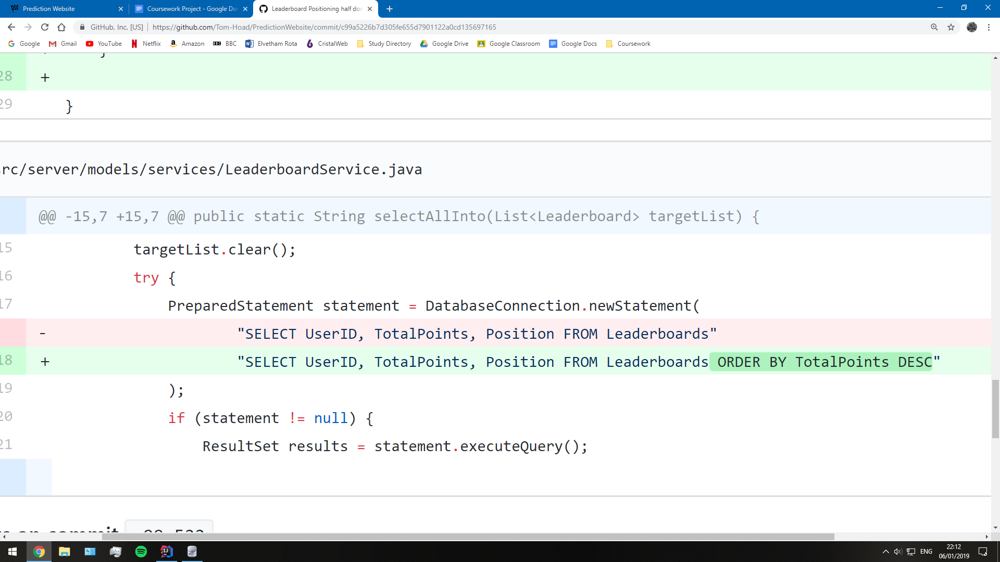 Prediction Website
Coursework Project - Google Do
Leaderboard Positioning half don
GitHub, Inc. [US]
https://github.com/Tom-Hoad/PredictionWebsite/commit/c99a5226b7d305fe655d7901122a0cd135697165
Google
Gmail
YouTube
Netflix
Amazon
BBC
Elvetham Rota
CristalWeb
Study Directory
Google Drive
Google Classroom
Google Docs
Coursework
}
28 +
29 }
src/server/models/services/LeaderboardService.java
@@ -15,7 +15,7 @@ public static String selectAllInto(List<Leaderboard> targetList) {
15 targetList.clear();
16 try {
17 PreparedStatement statement = DatabaseConnection.newStatement(
- "SELECT UserID, TotalPoints, Position FROM Leaderboards"
18 + "SELECT UserID, TotalPoints, Position FROM Leaderboards ORDER BY TotalPoints DESC"
19 );
20 if (statement != null) {
21 ResultSet results = statement.executeQuery();
on commit
ENG
22:12
06/01/2019